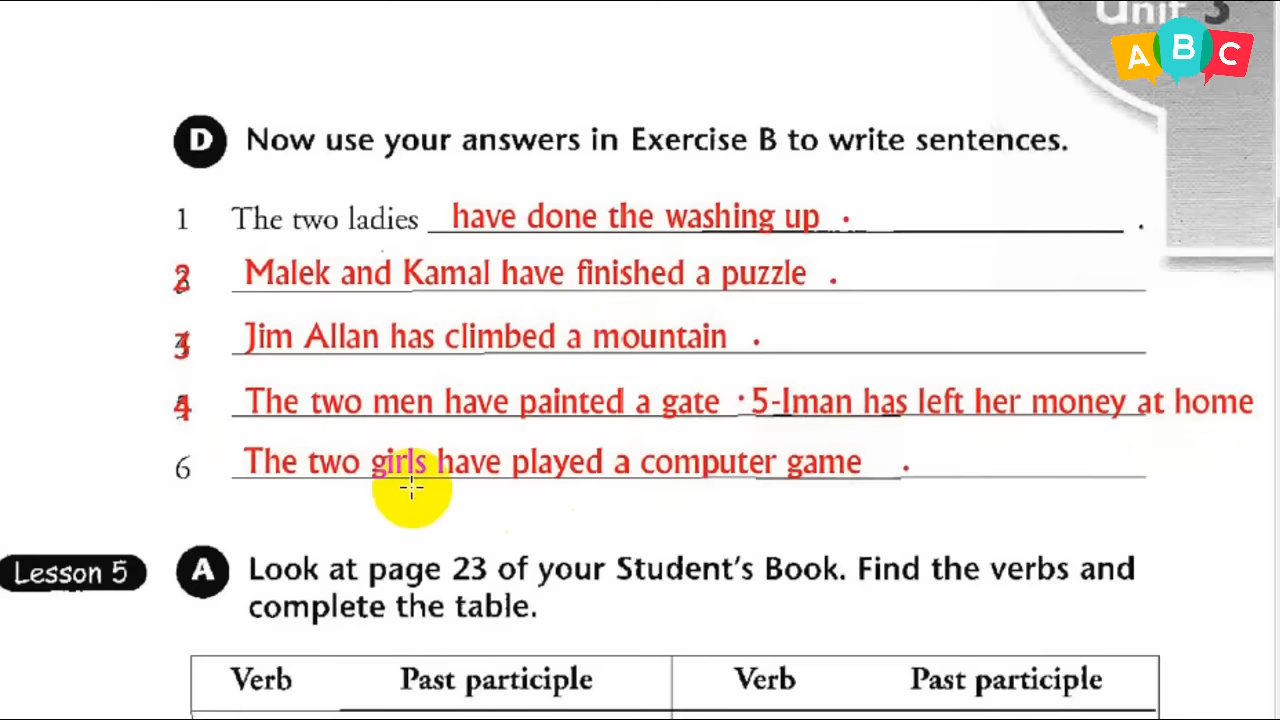 Unit 3
A B C
D Now use your answers in Exercise B to write sentences.
1 The two ladies have done the washing up . .
2 Malek and Kamal have finished a puzzle .
3 Jim Allan has climbed a mountain .
4 The two men have painted a gate . 5-Iman has left her money at home
6 The two girls have played a computer game .
Lesson 5 A Look at page 23 of your Student's Book. Find the verbs and
complete the table.
Verb Past participle Verb Past participle